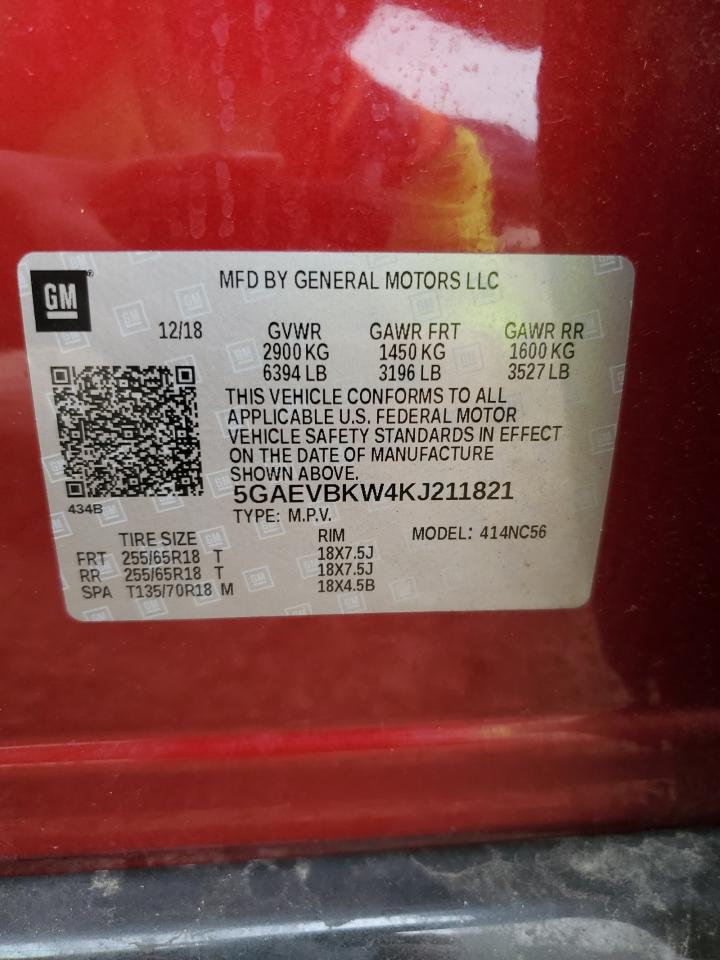 GM®
MFD BY GENERAL MOTORS LLC
12/18 GVWR GAWR FRT GAWR RR
2900 KG 1450 KG 1600 KG
6394 LB 3196 LB 3527 LB
THIS VEHICLE CONFORMS TO ALL
APPLICABLE U.S. FEDERAL MOTOR
VEHICLE SAFETY STANDARDS IN EFFECT
ON THE DATE OF MANUFACTURE
SHOWN ABOVE.
434B
5GAEVBKW4KJ211821
TYPE: M.P.V.
TIRE SIZE RIM MODEL: 414NC56
FRT 255/65R18 T 18X7.5J
RR 255/65R18 T 18X7.5J
SPA T135/70R18 M 18X4.5B